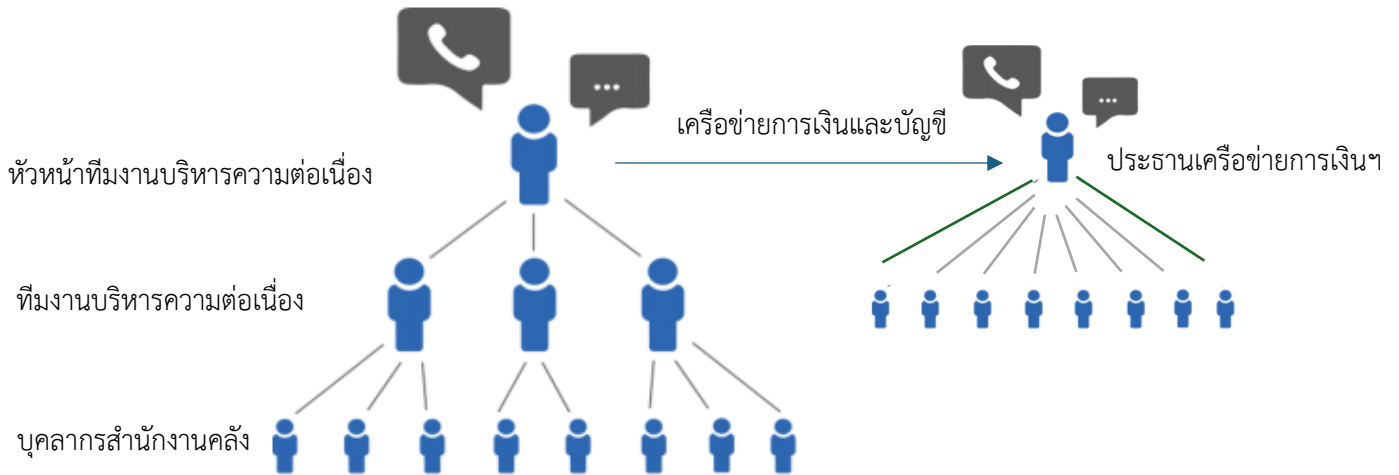 เครือข่ายการเงินและบัญชี
หัวหน้าทีมงานบริหารความต่อเนื่อง
ประธานเครือข่ายการเงินฯ
ทีมงานบริหารความต่อเนื่อง
บุคลากรสำนักงานคลัง